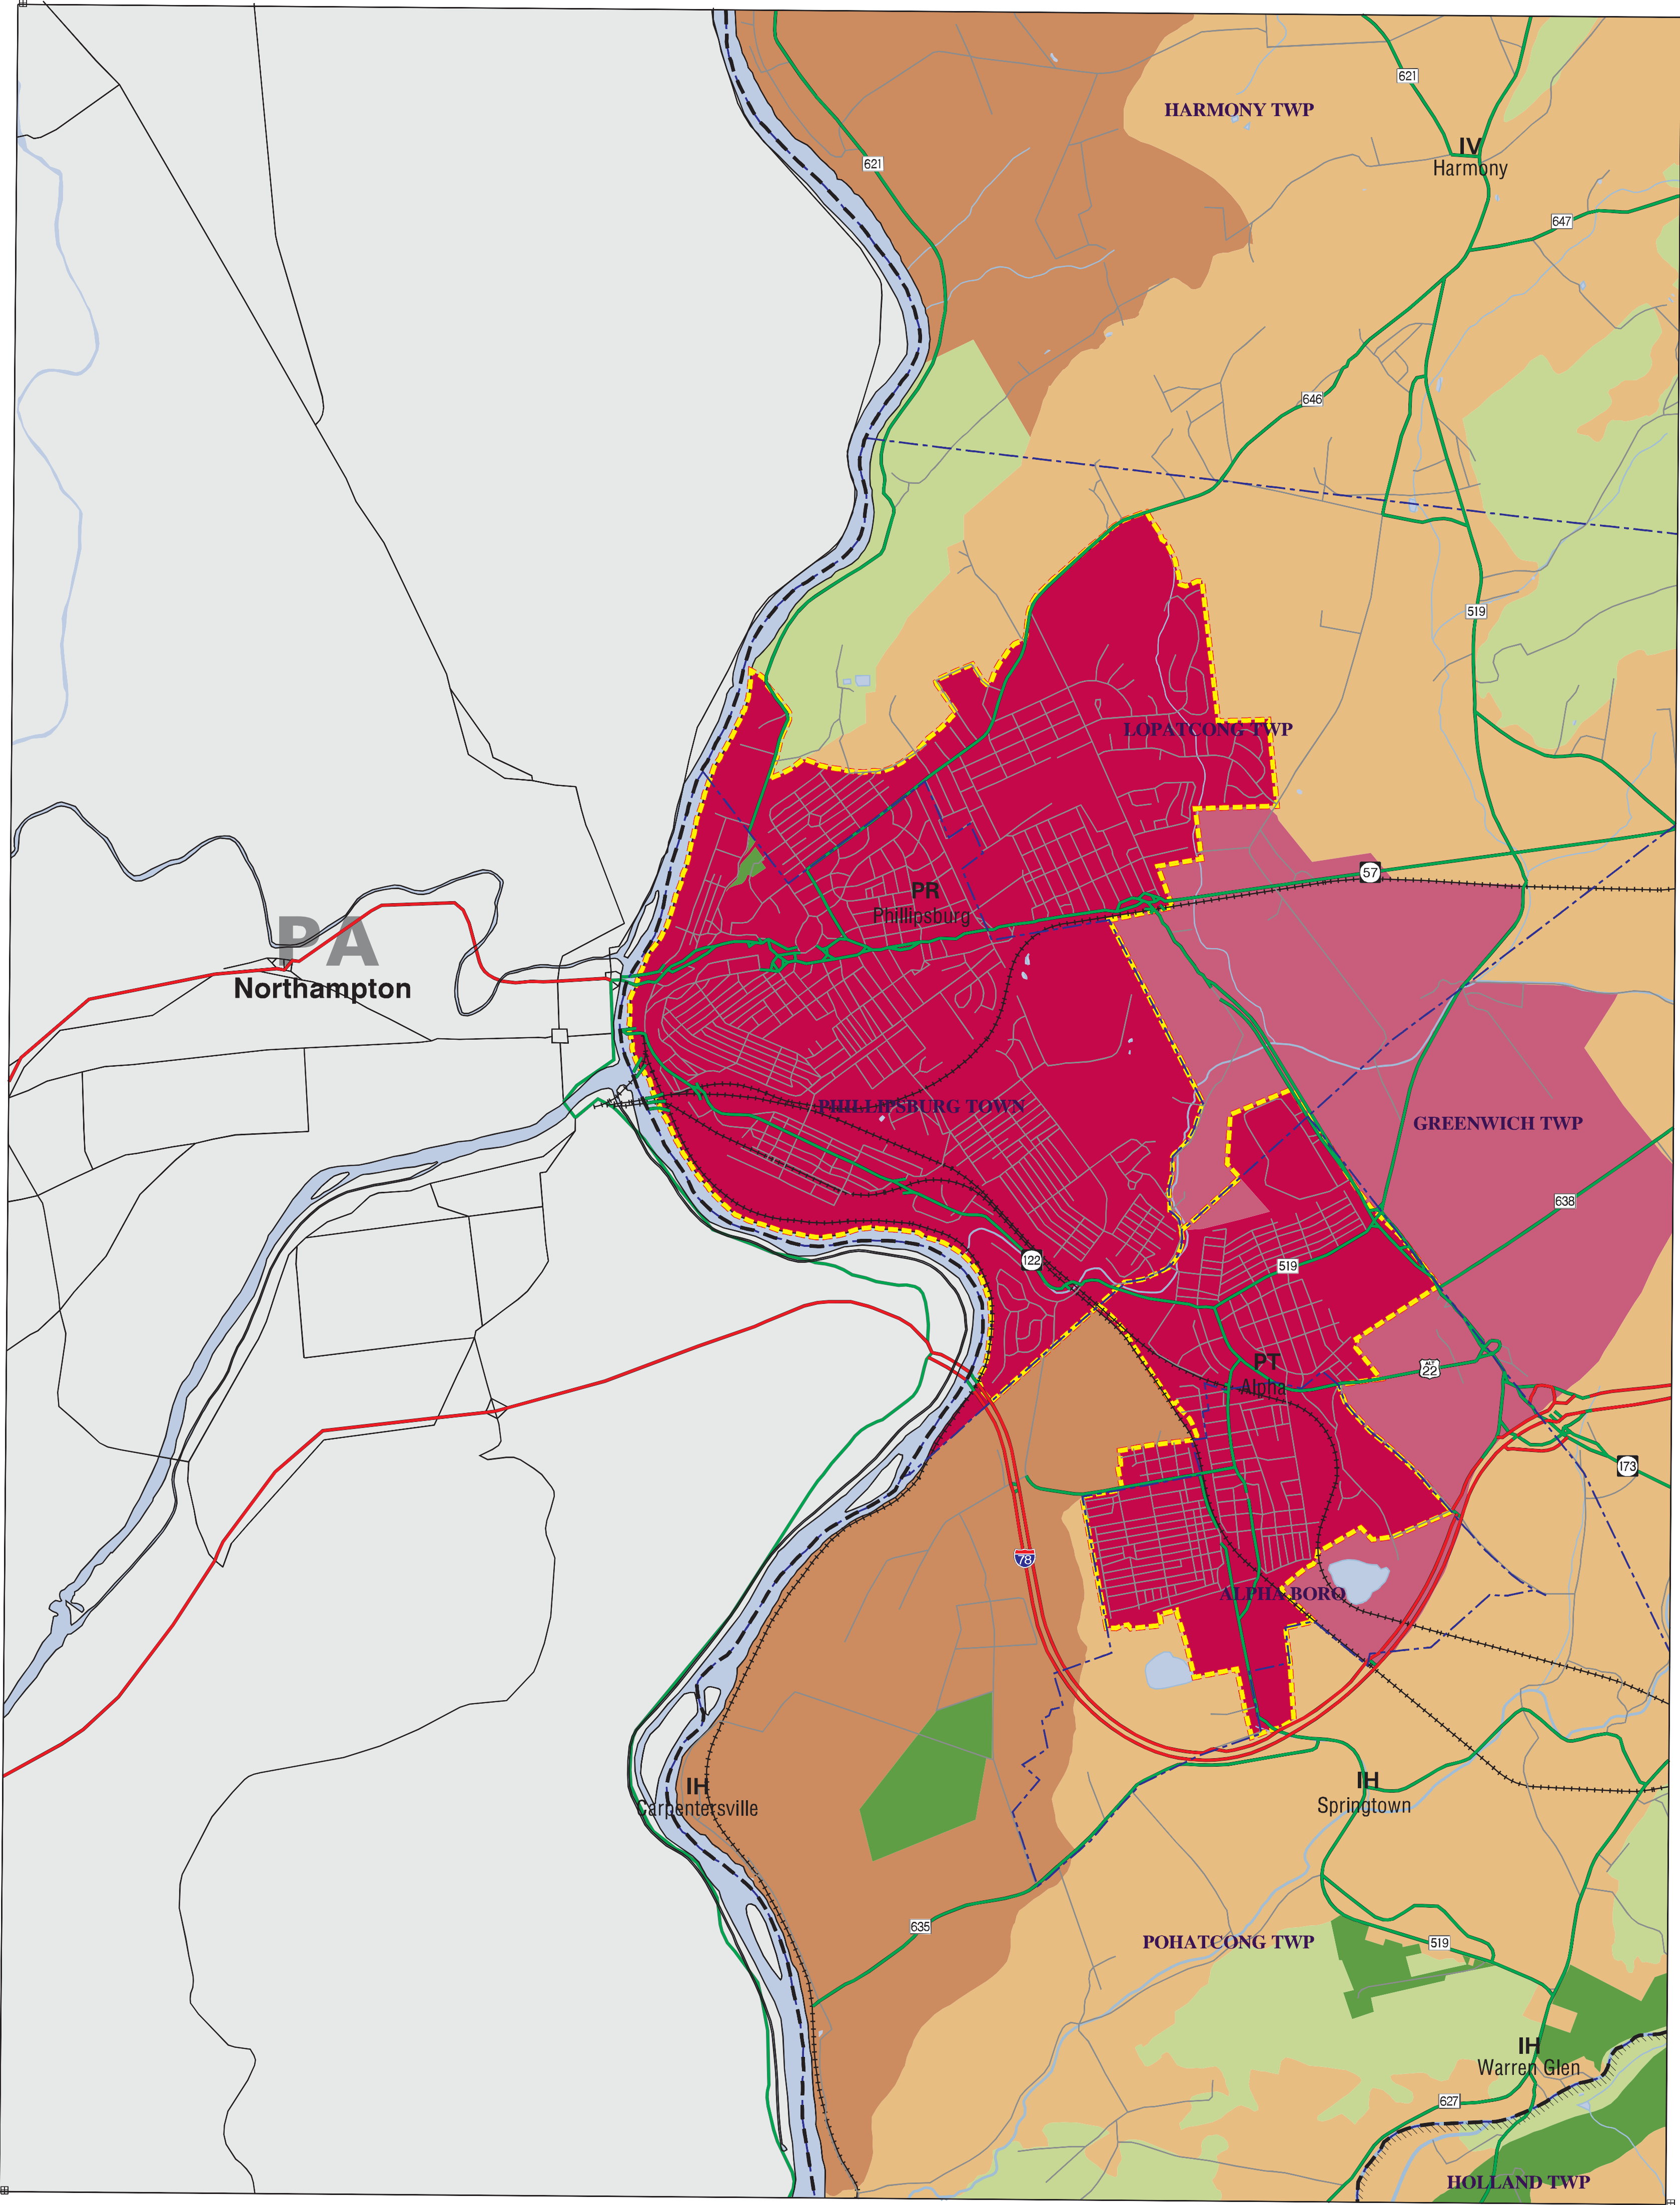 621
HARMONY TWP
IV
Harmony
621
647
646
519
LOPATCONG TWP
57
PR
Phillipsburg
PA
Northampton
PHILLIPSBURG TOWN
GREENWICH TWP
638
122
519
PT
Alpha
ALT
22
173
78
ALPHA BORO
IH
Carpentersville
IH
Springtown
635
POHATCONG TWP
519
IH
Warren Glen
627
HOLLAND TWP